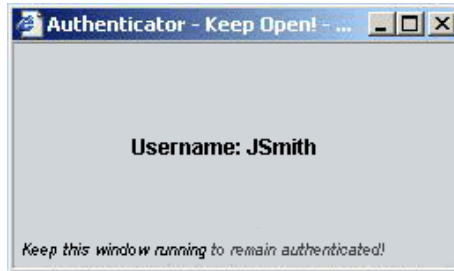 Authenticator - Keep Open! - ...
Username: JSmith
Keep this window running to remain authenticated!